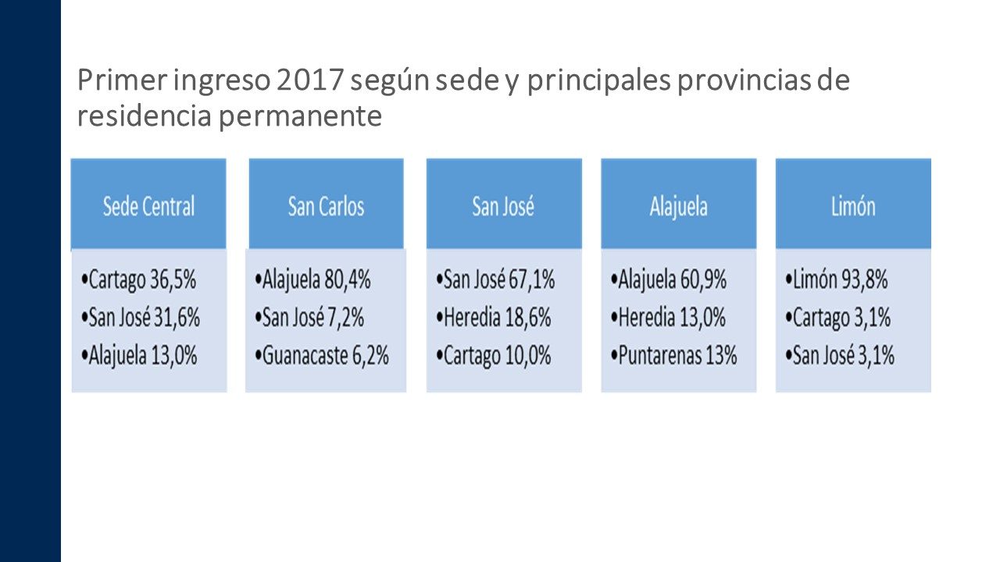 Primer ingreso 2017 según sede y principales provincias de
residencia permanente
Sede Central
•Cartago 36,5%
•San José 31,6%
•Alajuela 13,0%
San Carlos
•Alajuela 80,4%
•San José 7,2%
•Guanacaste 6,2%
San José
•San José 67,1%
•Heredia 18,6%
•Cartago 10,0%
Alajuela
•Alajuela 60,9%
•Heredia 13,0%
•Puntarenas 13%
Limón
•Limón 93,8%
•Cartago 3,1%
•San José 3,1%